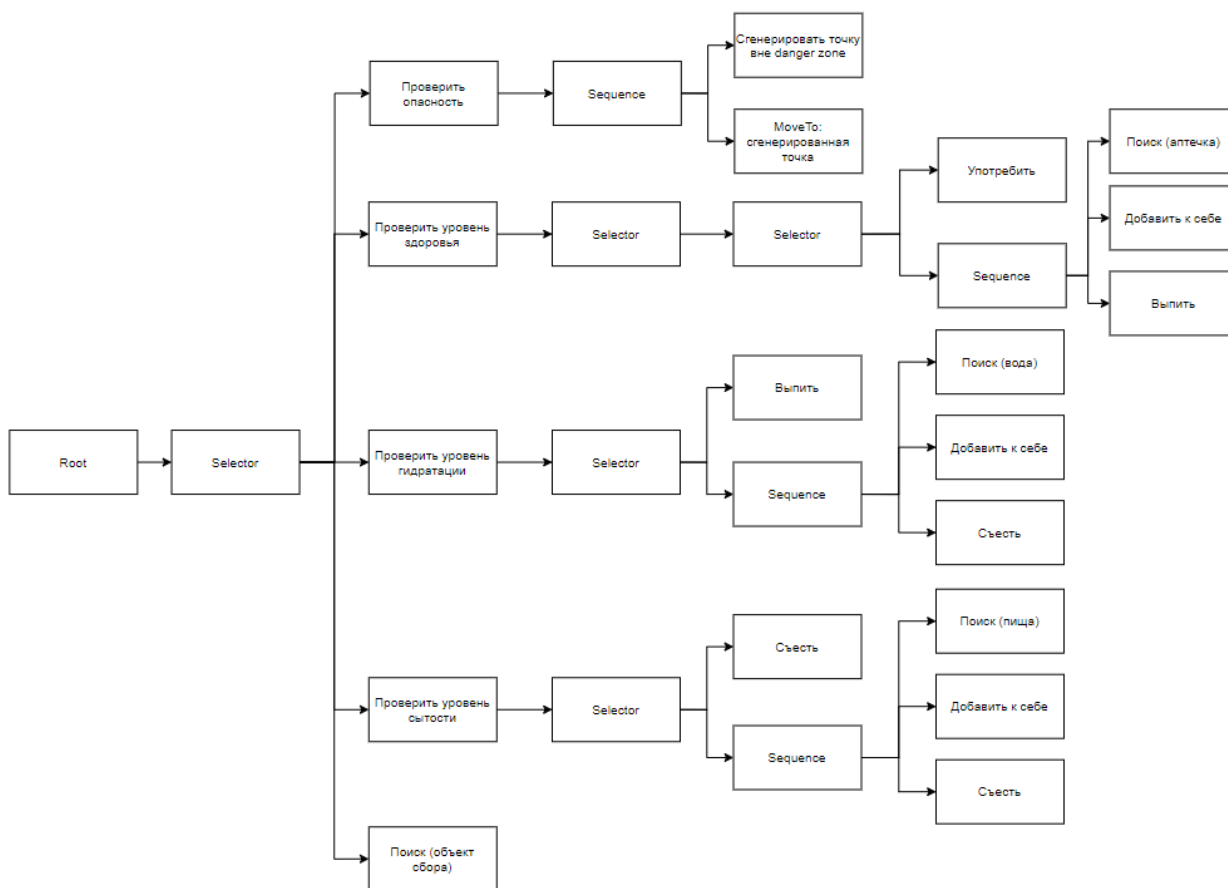 Сгенерировать точку
вне danger zone
Проверить
опасность
Sequence
MoveTo:
сгенерированная
точка
Поиск (аптечка)
Употребить
Проверить уровень
здоровья
Selector
Selector
Добавить к себе
Sequence
Выпить
Поиск (вода)
Выпить
Root
Selector
Проверить уровень
гидратации
Selector
Добавить к себе
Sequence
Съесть
Поиск (пища)
Съесть
Проверить уровень
сытости
Selector
Добавить к себе
Sequence
Съесть
Поиск (объект
сбора)